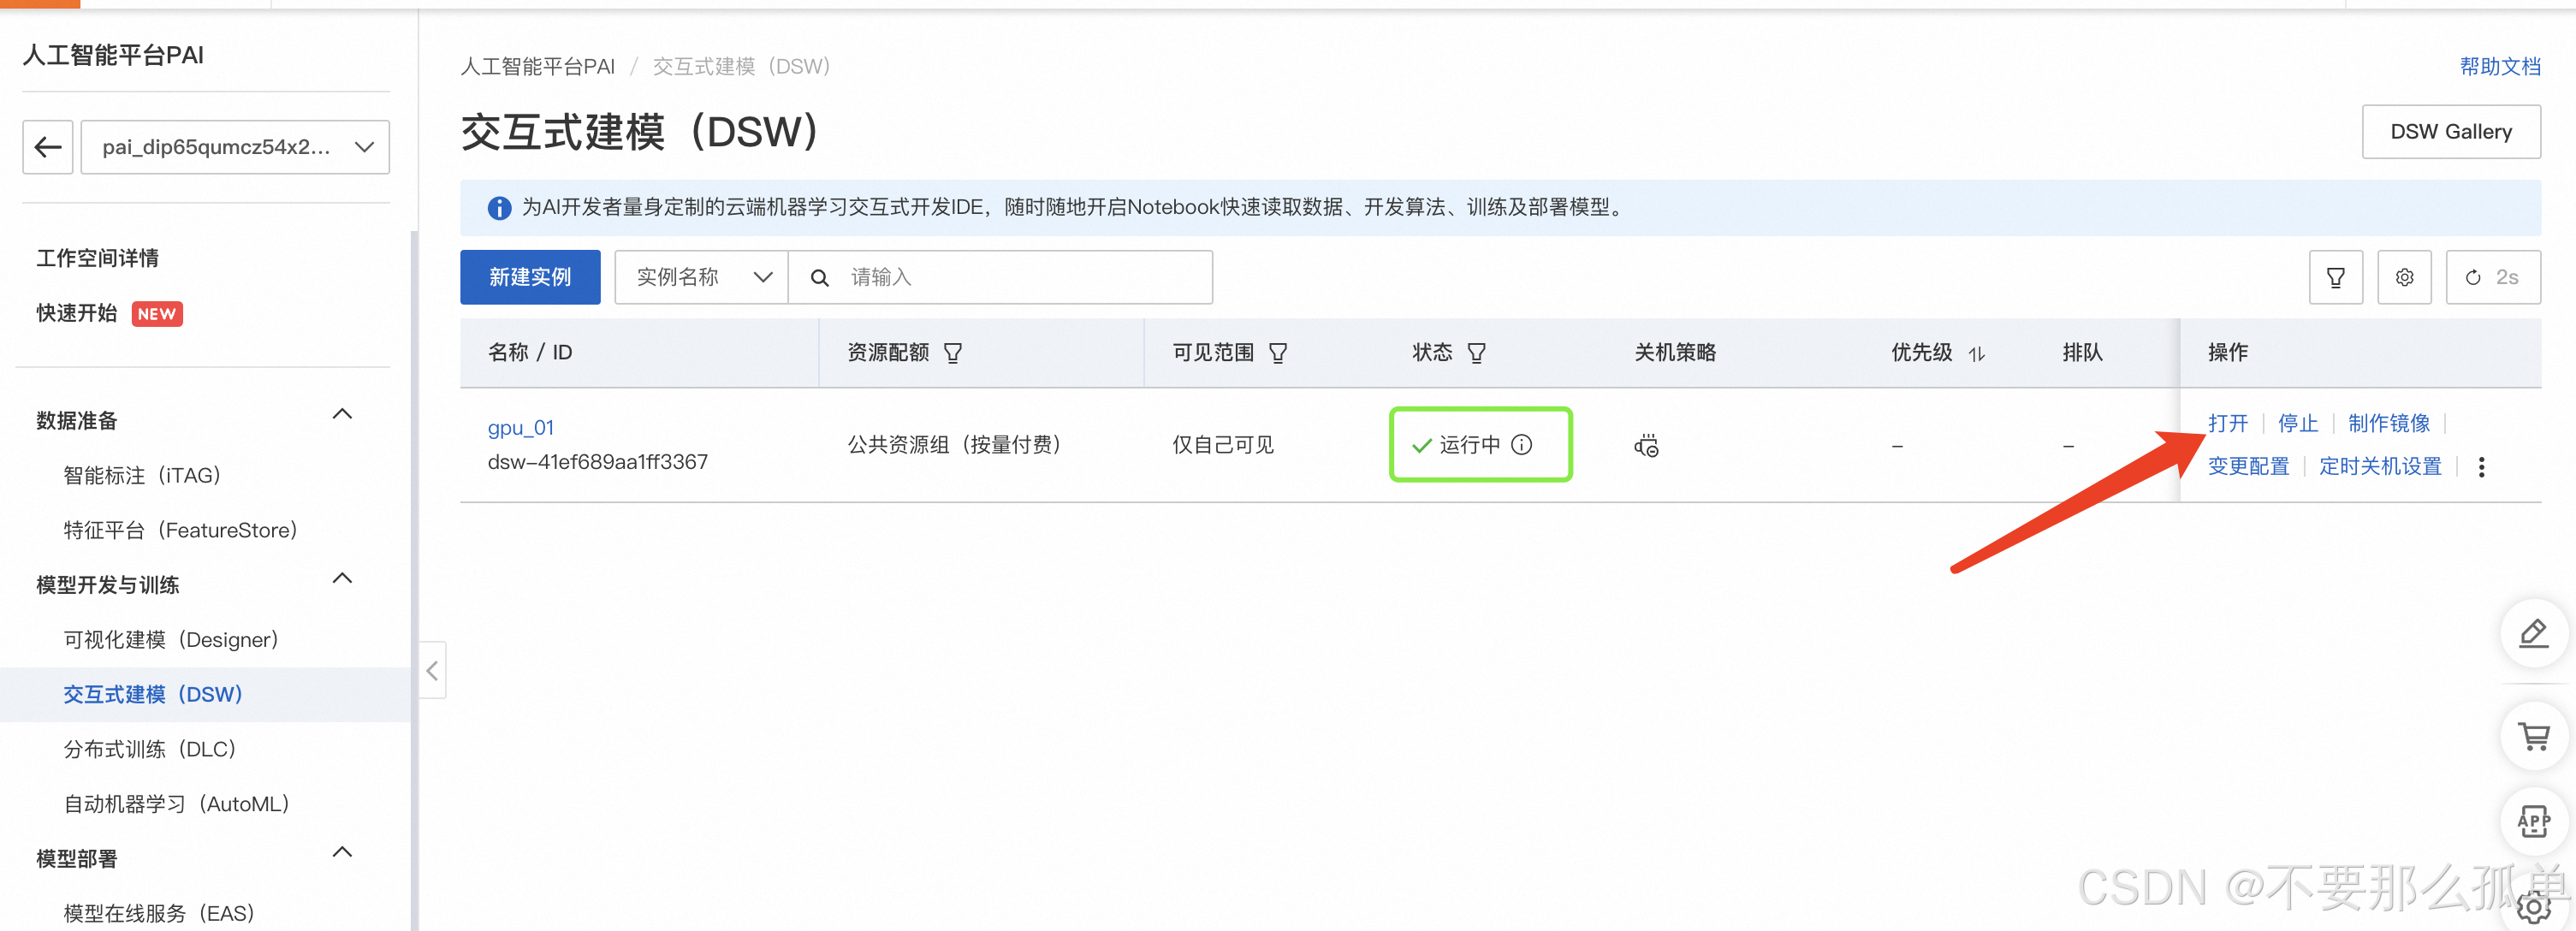 人工智能平台PAI
pai_dip65qumcz54x2...
工作空间详情
快速开始 NEW
数据准备
智能标注（iTAG）
特征平台（FeatureStore）
模型开发与训练
可视化建模（Designer）
交互式建模（DSW）
分布式训练（DLC）
自动机器学习（AutoML）
模型部署
模型在线服务（EAS）
人工智能平台PAI / 交互式建模（DSW）
帮助文档
交互式建模（DSW）
DSW Gallery
为AI开发者量身定制的云端机器学习交互式开发IDE，随时随地开启Notebook快速读取数据、开发算法、训练及部署模型。
新建实例 实例名称 请输入 2s
名称 / ID 资源配额 可见范围 状态 关机策略 优先级 排队 操作
gpu_01
dsw-41ef689aa1ff3367
公共资源组（按量付费） 仅自己可见 运行中 – –
打开 停止 制作镜像
变更配置 定时关机设置
APP
CSDN @不要那么孤单